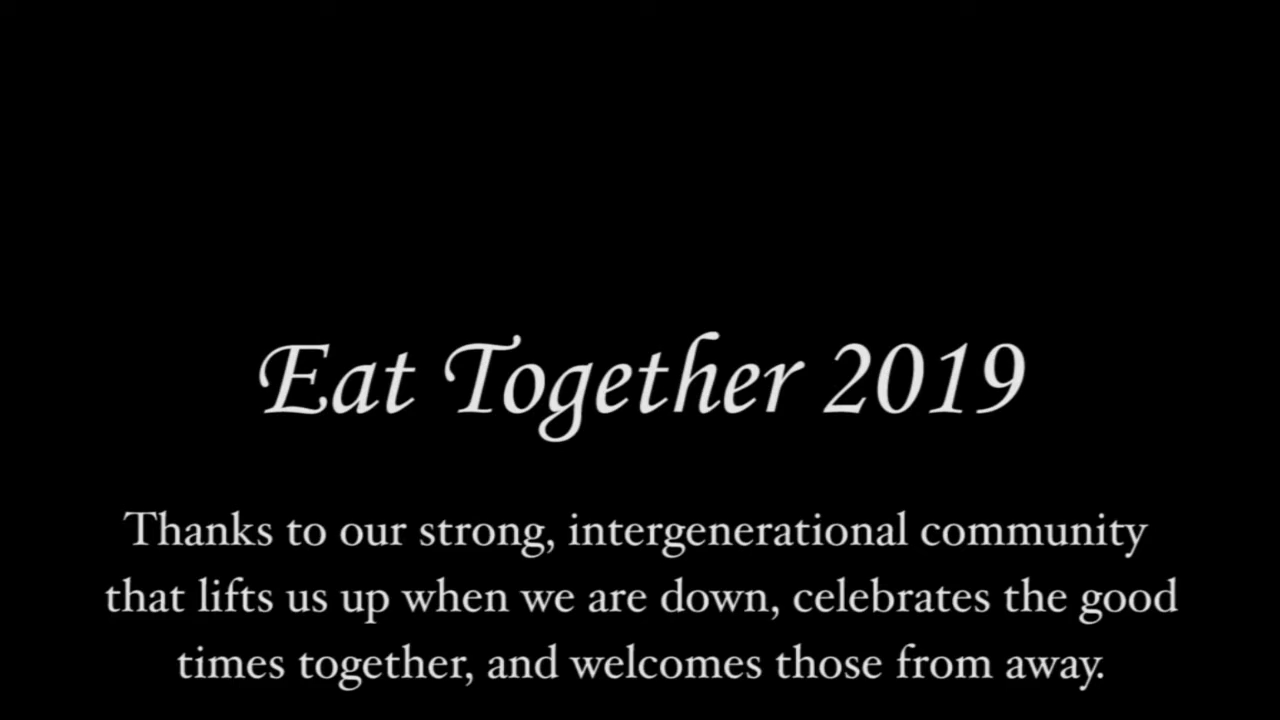 Eat Together 2019
Thanks to our strong, intergenerational community
that lifts us up when we are down, celebrates the good
times together, and welcomes those from away.